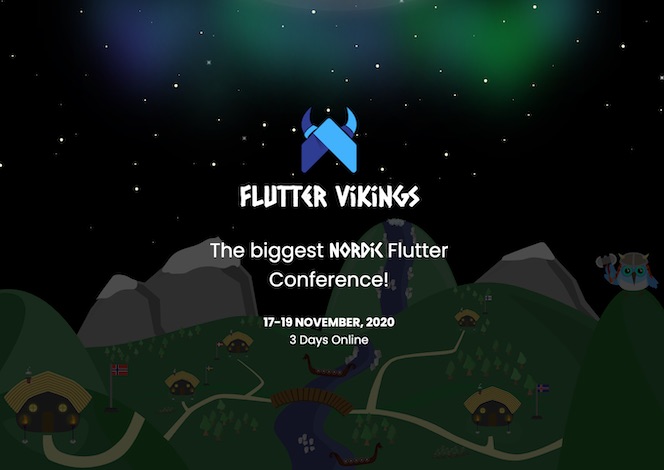 FLUTTER ViKiNGS
The biggest NORDiC Flutter
Conference!
17-19 NOVEMBER, 2020
3 Days Online